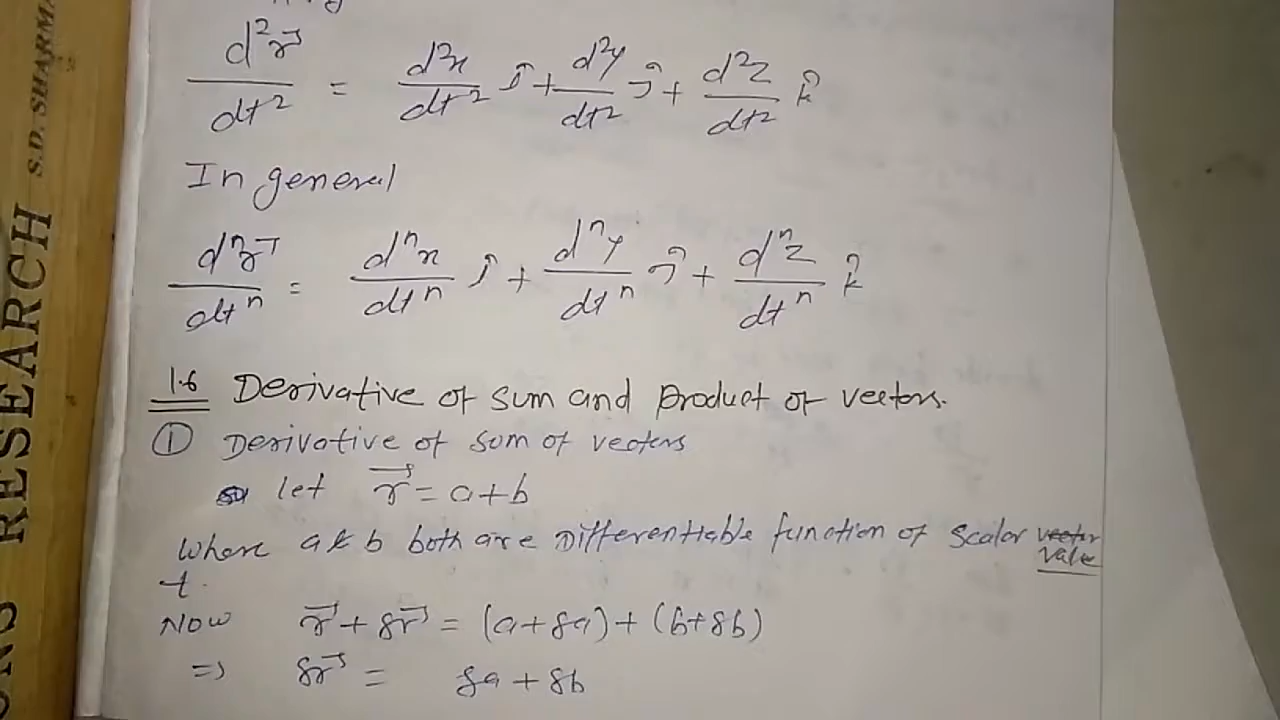 d²r⃗/dt² = d²x/dt² î + d²y/dt² ĵ + d²z/dt² k̂
In general
dⁿr⃗/dtⁿ = dⁿx/dtⁿ î + dⁿy/dtⁿ ĵ + dⁿz/dtⁿ k̂
1.6 Derivative of sum and product of vectors.
① Derivative of sum of vectors
let r⃗ = a+b
where a & b both are Differentiable function of scalar vector
vale
t.
Now r⃗ + δr⃗ = (a+δa) + (b+δb)
⇒ δr⃗ = δa + δb
RESEARCH S.D. SHARMA